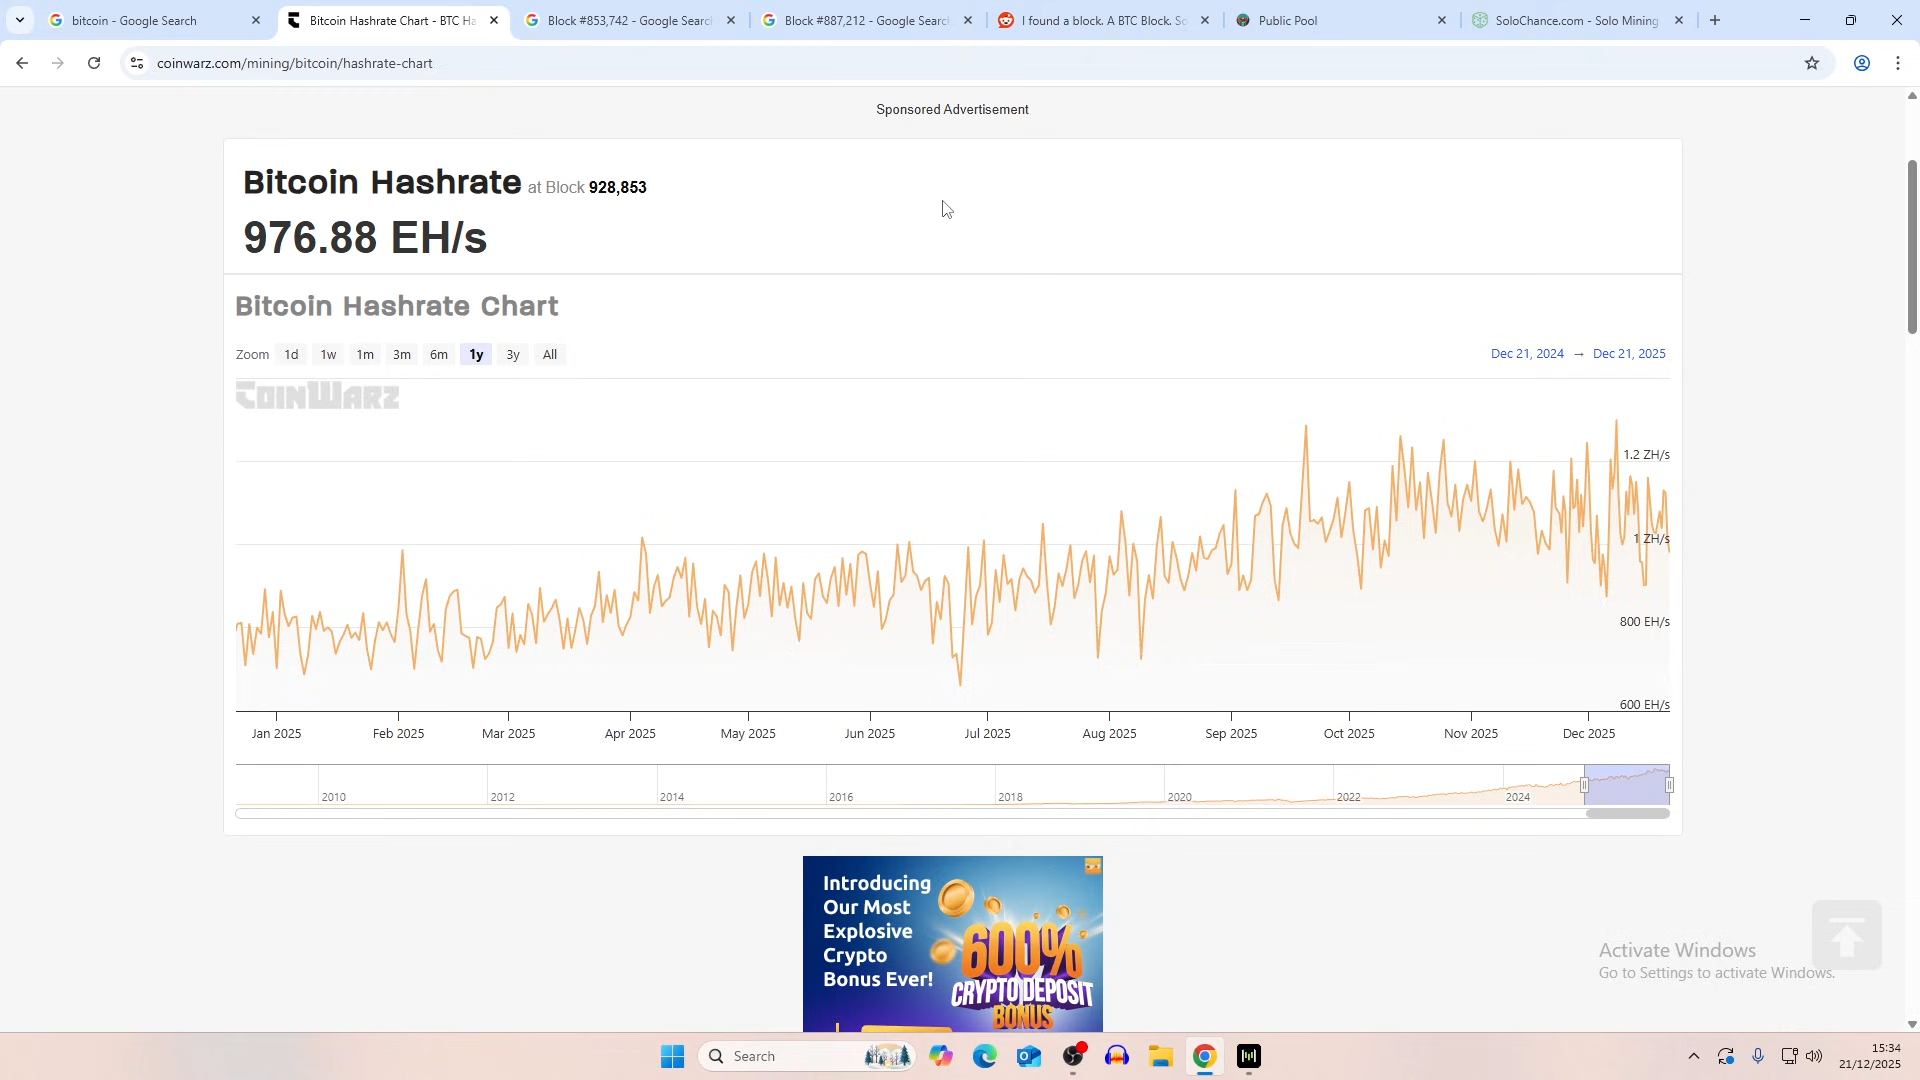 bitcoin - Google Search
Bitcoin Hashrate Chart - BTC Ha
Block #853,742 - Google Search
Block #887,212 - Google Search
I found a block. A BTC Block. So
Public Pool
SoloChance.com - Solo Mining
coinwarz.com/mining/bitcoin/hashrate-chart
Sponsored Advertisement
Bitcoin Hashrate at Block 928,853
976.88 EH/s
Bitcoin Hashrate Chart
Zoom 1d 1w 1m 3m 6m 1y 3y All
Dec 21, 2024 → Dec 21, 2025
CoinWarz
1.2 ZH/s
1 ZH/s
800 EH/s
600 EH/s
Jan 2025 Feb 2025 Mar 2025 Apr 2025 May 2025 Jun 2025 Jul 2025 Aug 2025 Sep 2025 Oct 2025 Nov 2025 Dec 2025
2010 2012 2014 2016 2018 2020 2022 2024
Introducing
Our Most
Explosive
Crypto
Bonus Ever!
600%
CRYPTO DEPOSIT
BONUS
Activate Windows
Go to Settings to activate Windows.
Search
15:34
21/12/2025